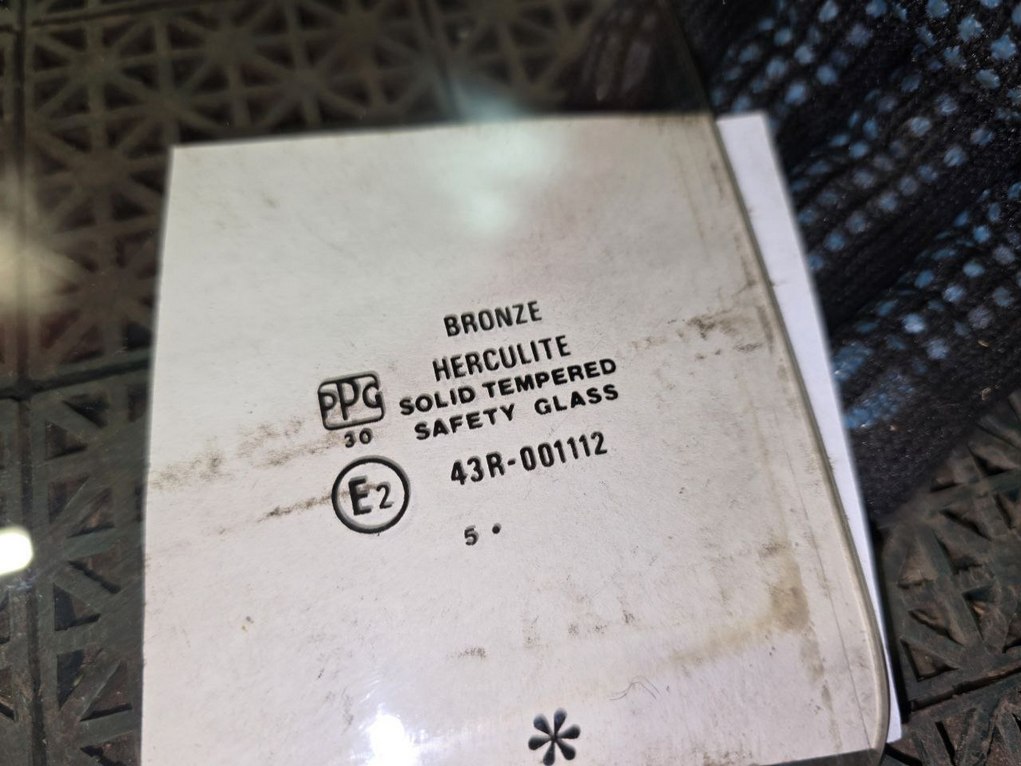 BRONZE
HERCULITE
PPG SOLID TEMPERED
30 SAFETY GLASS
E2 43R-001112
5 •
*